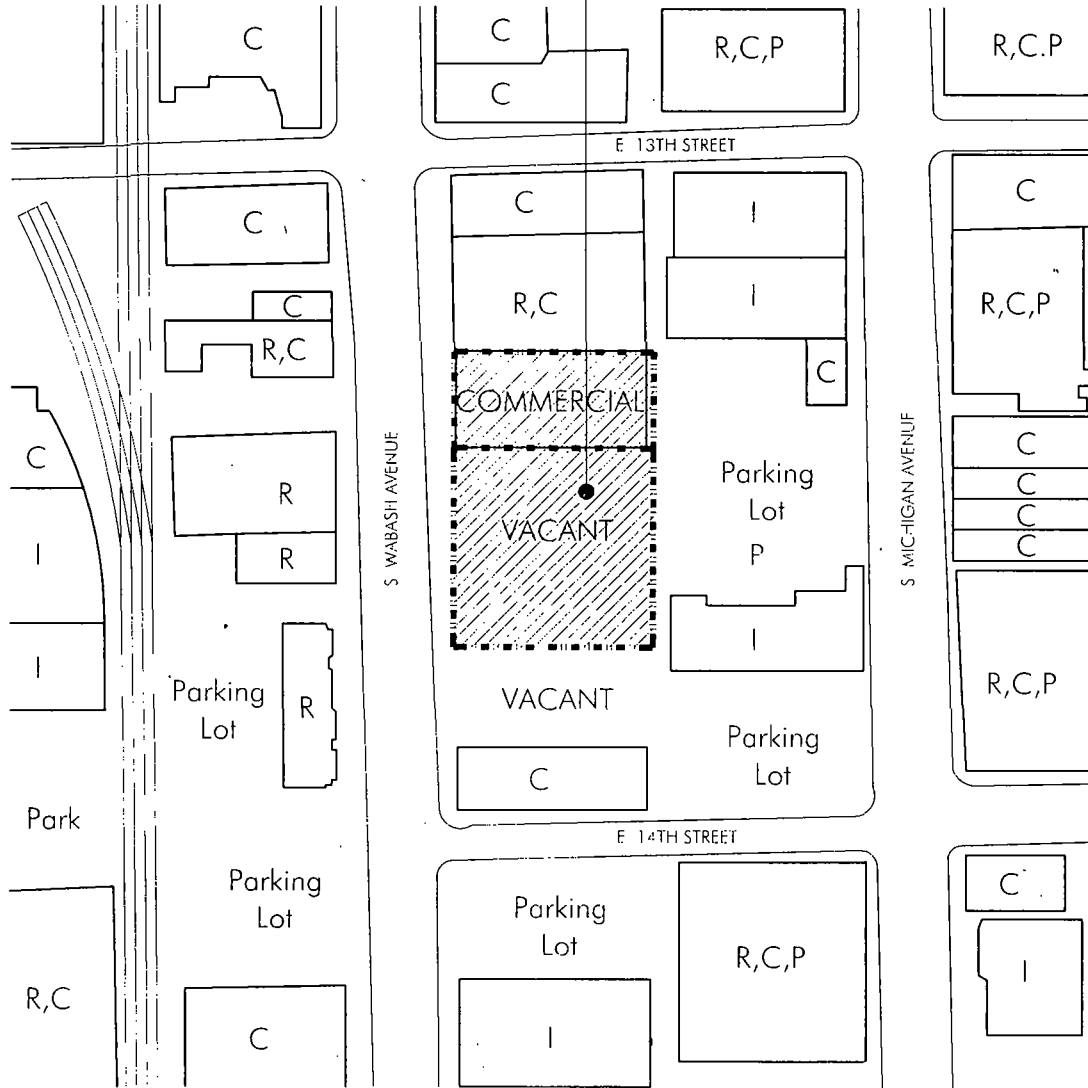 C
C
R,C,P
R,C.P
C
E 13TH STREET
C
I
C
C
R,C
I
R,C,P
C
R,C
C
COMMERCIAL
C
C
S WABASH AVENUE
Parking
Lot
P
S MICHIGAN AVENUE
C
R
VACANT
C
I
C
R
I
I
Parking
Lot
R
VACANT
R,C,P
Parking
Lot
C
Park
E 14TH STREET
Parking
Lot
C
Parking
Lot
R,C,P
I
R,C
C
I